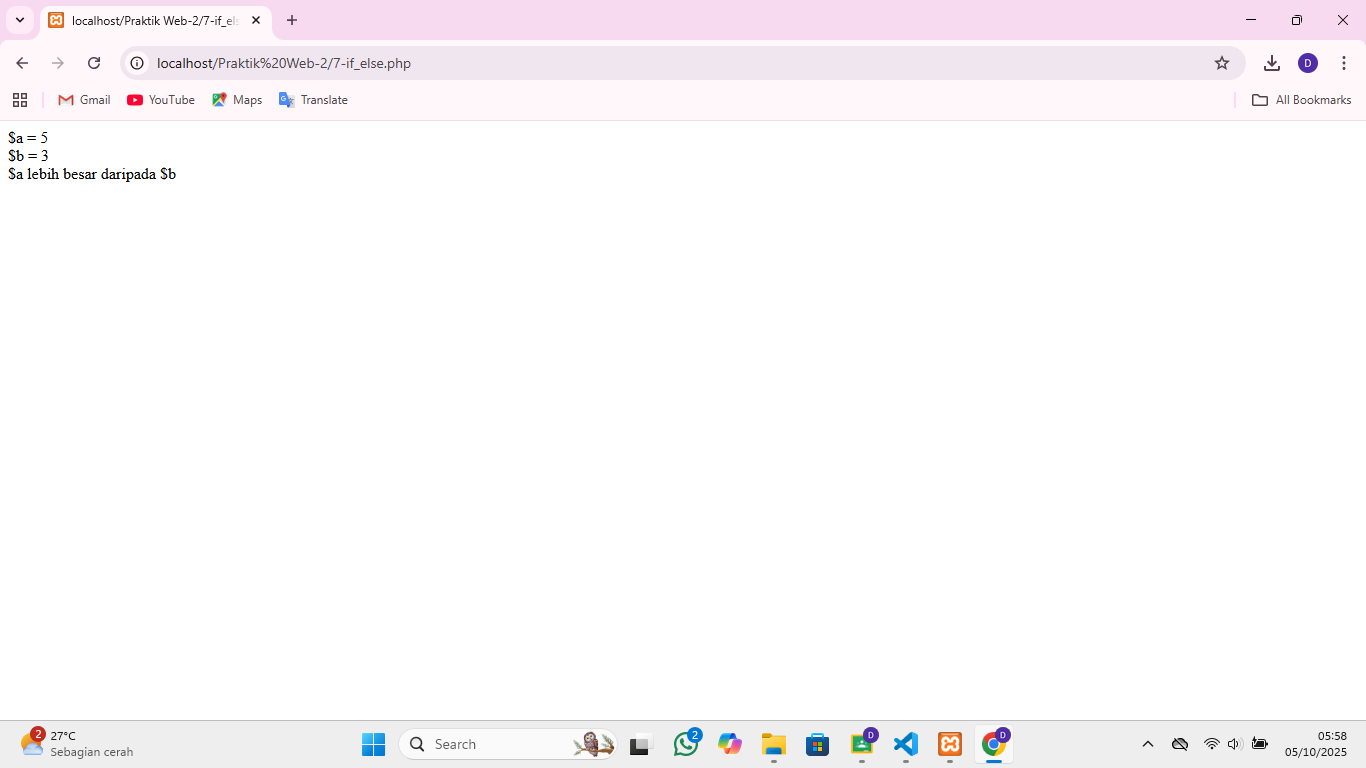 localhost/Praktik Web-2/7-if_els
localhost/Praktik%20Web-2/7-if_else.php
D
Gmail
YouTube
Maps
Translate
All Bookmarks
$a = 5
$b = 3
$a lebih besar daripada $b
2
27°C
Sebagian cerah
Search
2
D
D
05:58
05/10/2025